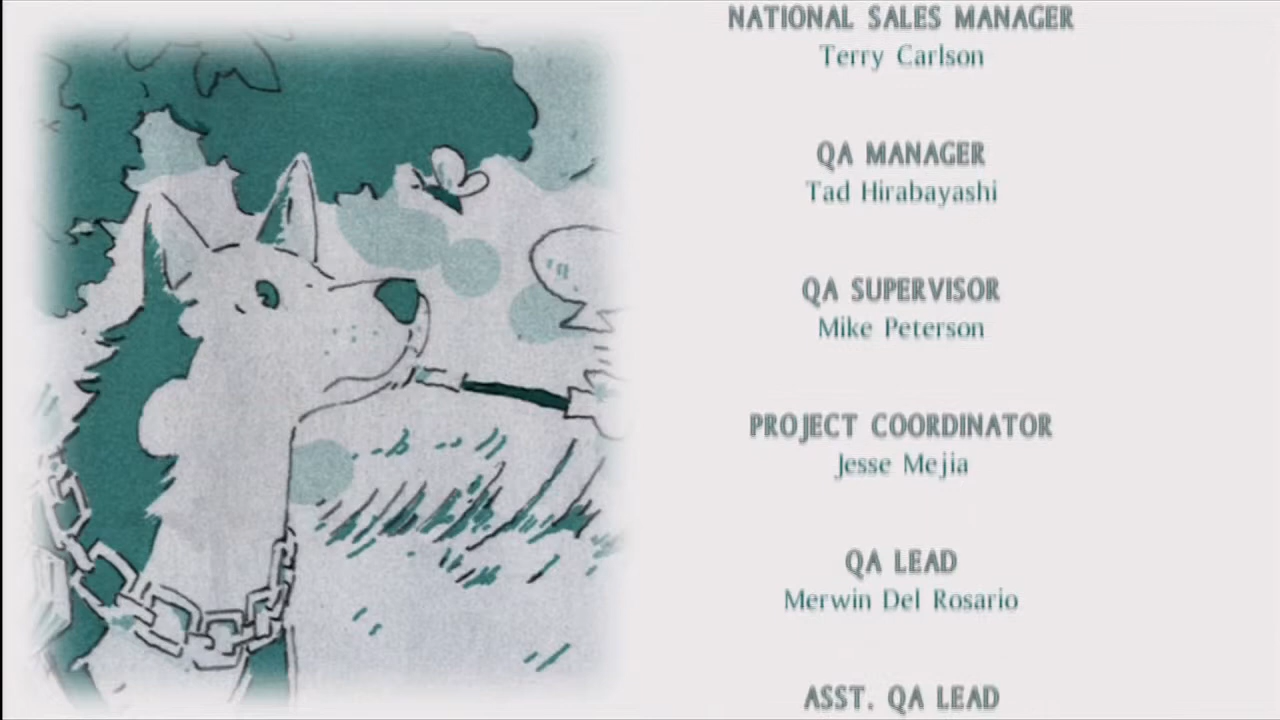 NATIONAL SALES MANAGER
Terry Carlson
QA MANAGER
Tad Hirabayashi
QA SUPERVISOR
Mike Peterson
PROJECT COORDINATOR
Jesse Mejia
QA LEAD
Merwin Del Rosario
ASST. QA LEAD